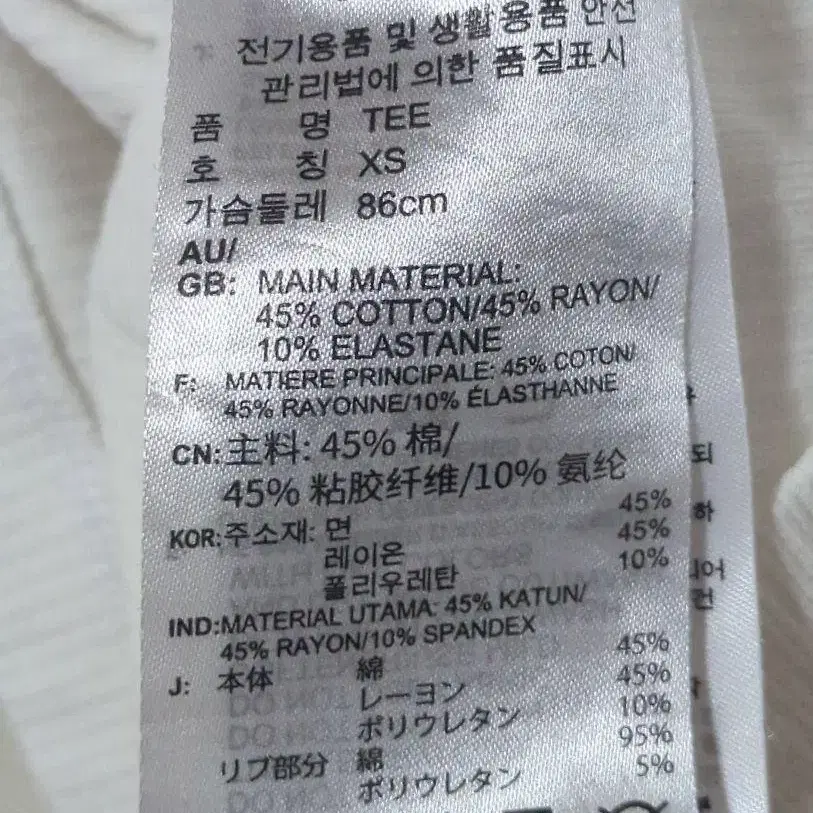 전기용품 및 생활용품 안전
관리법에 의한 품질표시
품 명 TEE
호 칭 XS
가슴둘레 86cm
AU/
GB: MAIN MATERIAL:
45% COTTON/45% RAYON/
10% ELASTANE
F: MATIERE PRINCIPALE: 45% COTON/
45% RAYONNE/10% ÉLASTHANNE
CN:主料: 45% 棉/
45% 粘胶纤维/10% 氨纶
KOR:주소재: 면 45%
레이온 45%
폴리우레탄 10%
IND:MATERIAL UTAMA: 45% KATUN/
45% RAYON/10% SPANDEX
J: 本体 綿 45%
レーヨン 45%
ポリウレタン 10%
リブ部分 綿 95%
ポリウレタン 5%
되
하
건